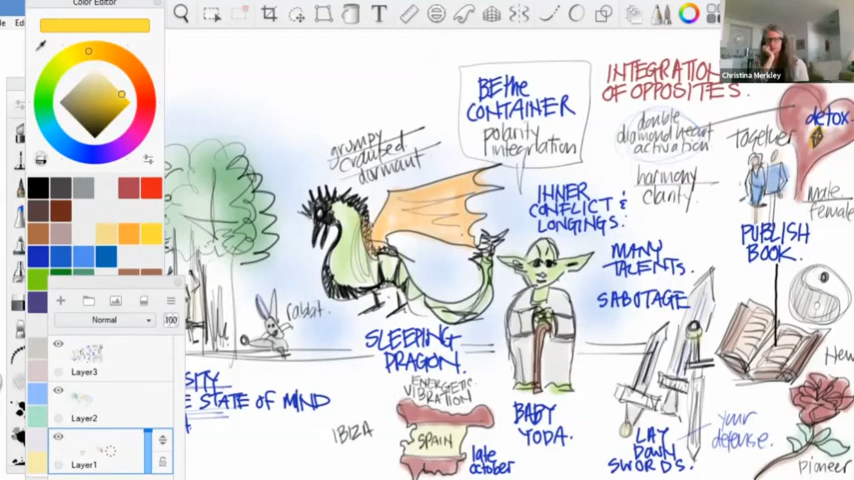 Color Editor
Christina Merkley
Normal
100
Layer3
Layer2
Layer1
grumpy
crowded
dormant
BE the
CONTAINER
polarity
integration
INTEGRATION
OF OPPOSITES.
double
diamond heart
activation
harmony
clarity.
Together
detox
male
female
PUBLISH
BOOK.
INNER
CONFLICT &
LONGINGS.
MANY
TALENTS.
SABOTAGE
rabbit.
SLEEPING
DRAGON.
STATE OF MIND
ENERGETIC
VIBRATION
IBIZA
SPAIN
late
october
BABY
YODA.
LAY
DOWN
SWORDS.
your
defense.
New
pioneer